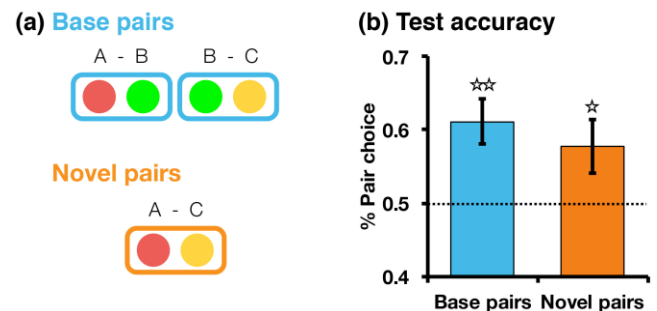 (a) Base pairs
A - B
B - C
Novel pairs
A - C
(b) Test accuracy
% Pair choice
0.7
0.6
0.5
0.4
☆☆
☆
Base pairs
Novel pairs